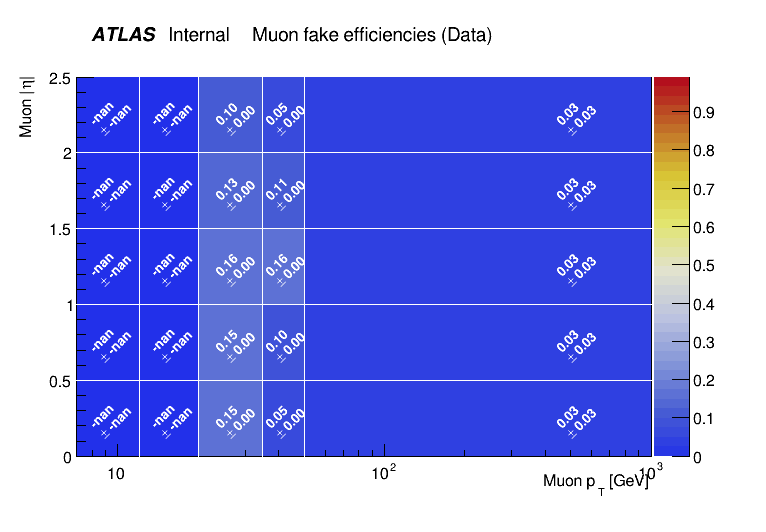 ATLAS Internal Muon fake efficiencies (Data)
Muon |η|
2.5
2
1.5
1
0.5
0
-nan ± -nan
-nan ± -nan
0.10 ± 0.00
0.05 ± 0.00
0.03 ± 0.03
-nan ± -nan
-nan ± -nan
0.13 ± 0.00
0.11 ± 0.00
0.03 ± 0.03
-nan ± -nan
-nan ± -nan
0.16 ± 0.00
0.16 ± 0.00
0.03 ± 0.03
-nan ± -nan
-nan ± -nan
0.15 ± 0.00
0.10 ± 0.00
0.03 ± 0.03
-nan ± -nan
-nan ± -nan
0.15 ± 0.00
0.05 ± 0.00
0.03 ± 0.03
0.9
0.8
0.7
0.6
0.5
0.4
0.3
0.2
0.1
0
10 10² 10³
Muon p_T [GeV]